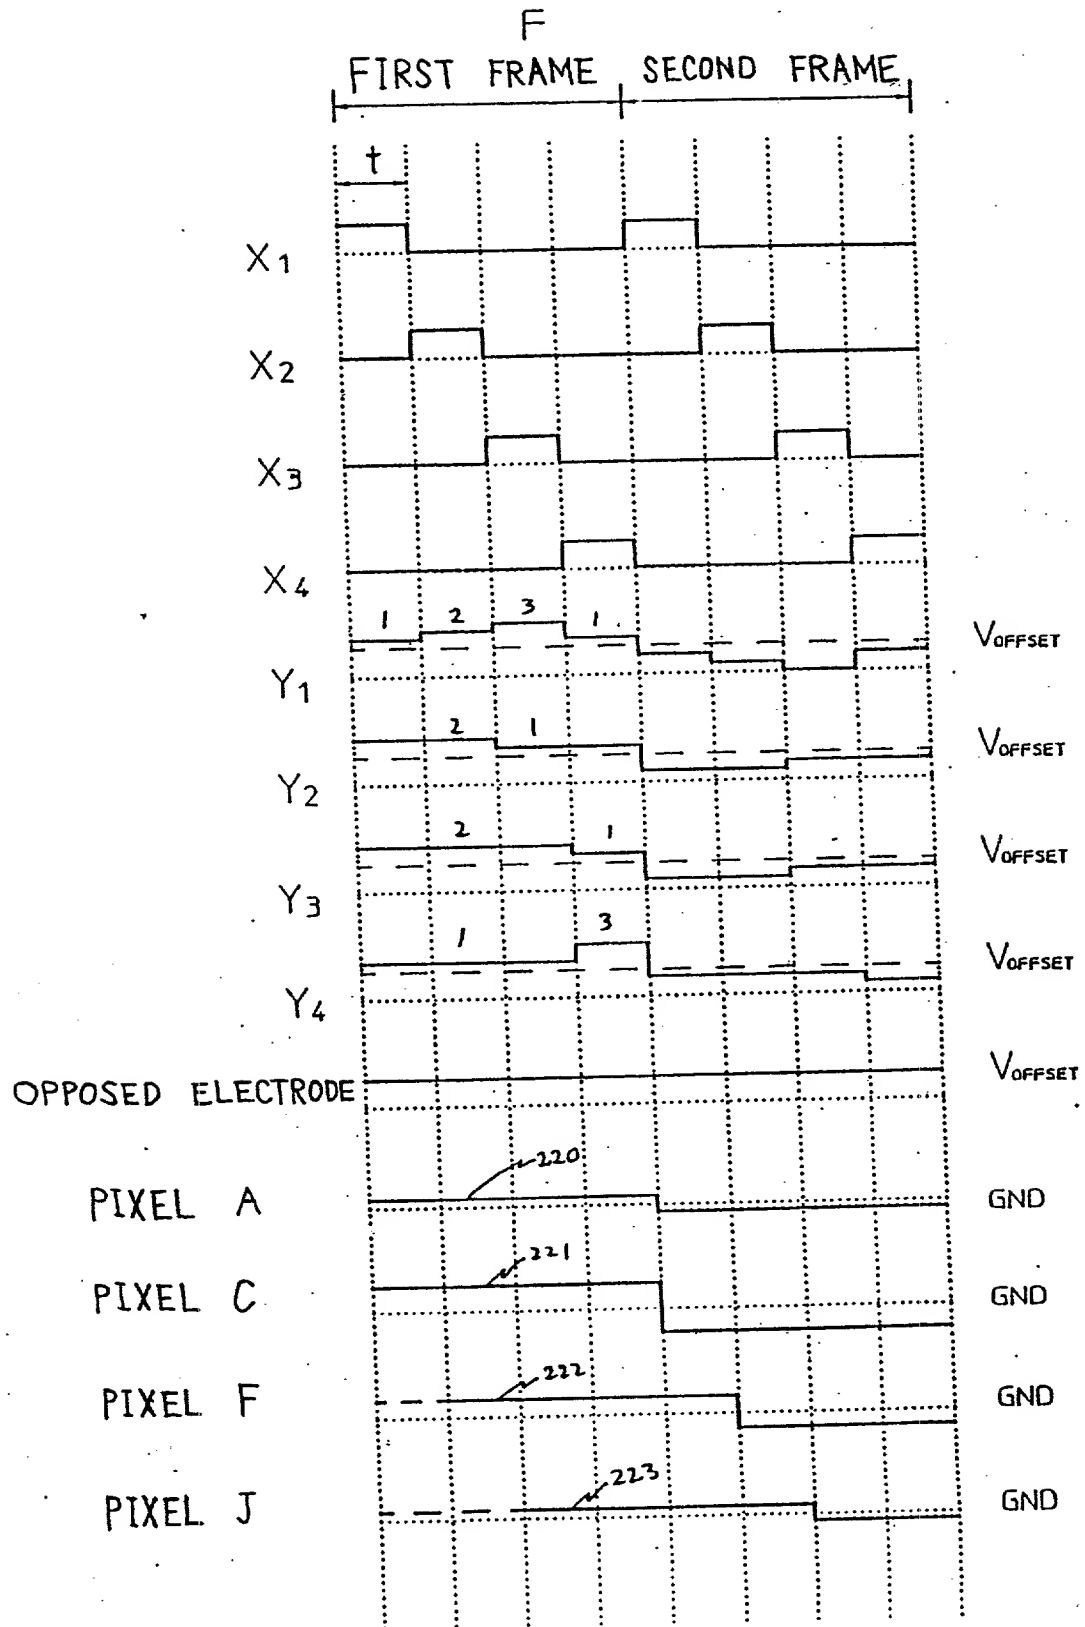 F
FIRST FRAME SECOND FRAME
t
X1
X2
X3
X4
1 2 3 1
VOFFSET
Y1
2 1
VOFFSET
Y2
2 1
VOFFSET
Y3
1 3
VOFFSET
Y4
VOFFSET
OPPOSED ELECTRODE
220
PIXEL A GND
221
PIXEL C GND
222
PIXEL F GND
223
PIXEL J GND